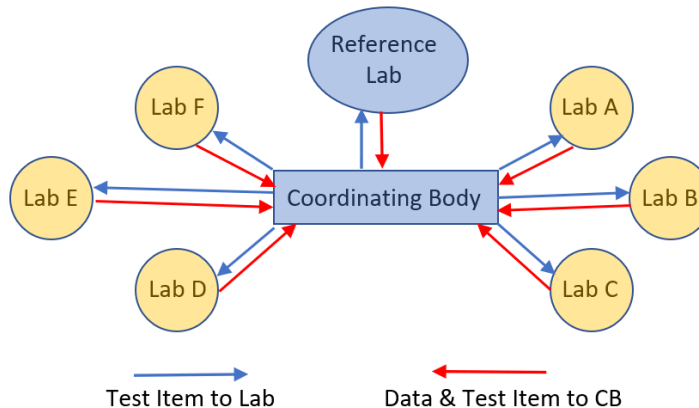 Reference
Lab
Lab F
Lab A
Lab E
Coordinating Body
Lab B
Lab D
Lab C
Test Item to Lab
Data & Test Item to CB